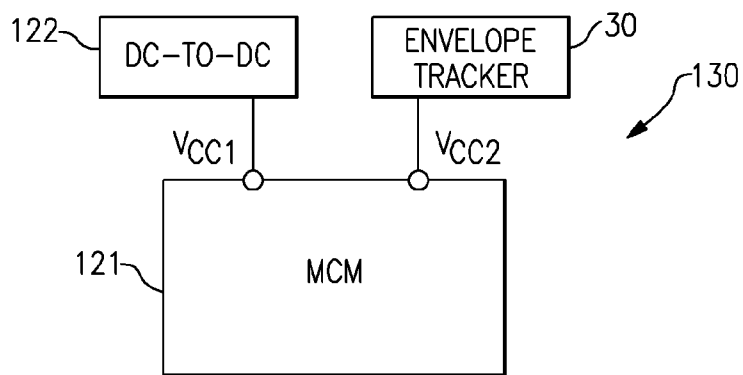 122
DC-TO-DC
ENVELOPE
TRACKER
30
130
VCC1
VCC2
121
MCM